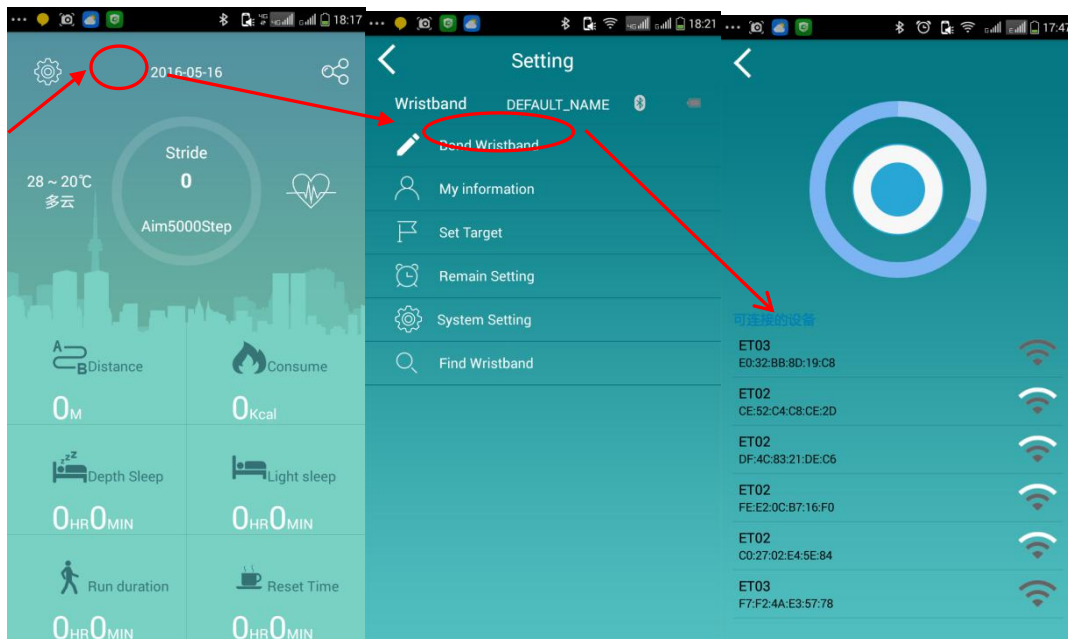 18:17
2016-05-16
Stride
0
28 ~ 20℃
多云
Aim5000Step
A
B
Distance
Consume
0M
0Kcal
zzZ
Depth Sleep
Light sleep
0HR0MIN
0HR0MIN
Run duration
Reset Time
0HR0MIN
0HR0MIN
18:21
Setting
Wristband DEFAULT_NAME
Bond Wristband
My information
Set Target
Remain Setting
System Setting
Find Wristband
17:47
可连接的设备
ET03
E0:32:BB:8D:19:C8
ET02
CE:52:C4:C8:CE:2D
ET02
DF:4C:83:21:DE:C6
ET02
FE:E2:0C:B7:16:F0
ET02
C0:27:02:E4:5E:84
ET03
F7:F2:4A:E3:57:78